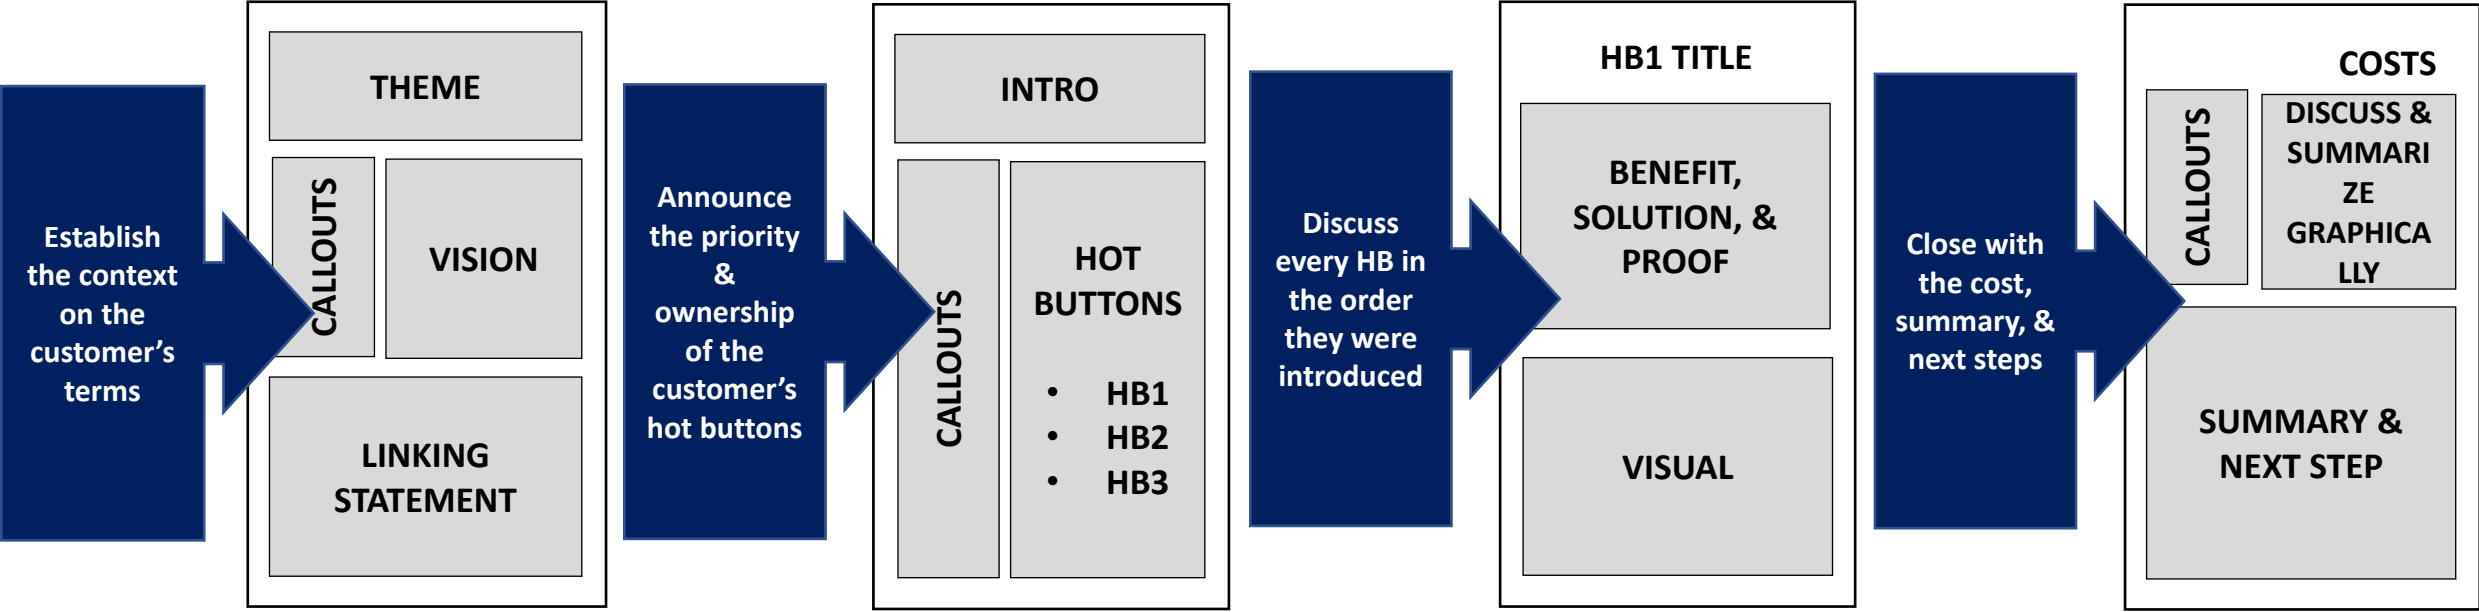 Establish
the context
on the
customer's
terms
THEME
CALLOUTS
VISION
LINKING
STATEMENT
Announce
the priority
&
ownership
of the
customer's
hot buttons
INTRO
CALLOUTS
HOT
BUTTONS
• HB1
• HB2
• HB3
Discuss
every HB in
the order
they were
introduced
HB1 TITLE
BENEFIT,
SOLUTION, &
PROOF
VISUAL
Close with
the cost,
summary, &
next steps
COSTS
CALLOUTS
DISCUSS &
SUMMARI
ZE
GRAPHICA
LLY
SUMMARY &
NEXT STEP